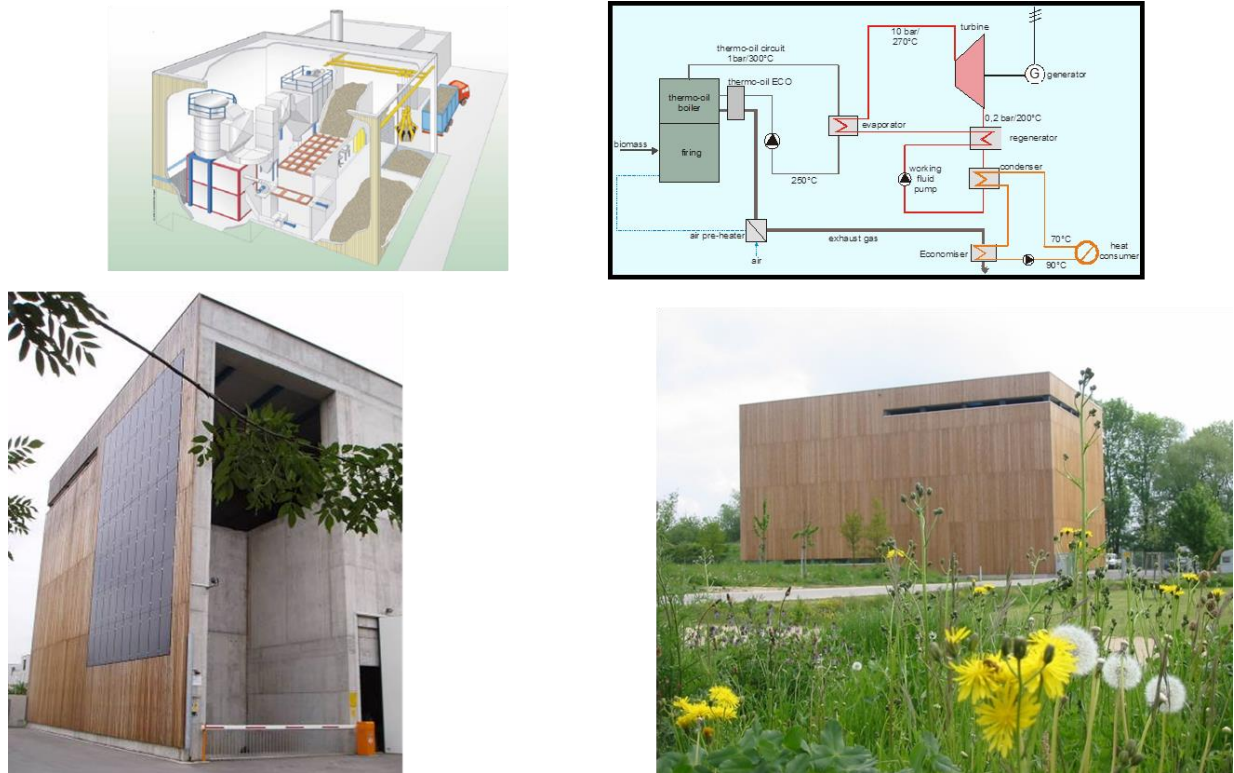 10 bar/
270°C
turbine
thermo-oil circuit
1bar/300°C
thermo-oil ECO
G
generator
thermo-oil
boiler
evaporator
0,2 bar/200°C
regenerator
biomass
firing
condenser
working
fluid
pump
250°C
air pre-heater
exhaust gas
70°C
Economiser
heat
consumer
air
90°C